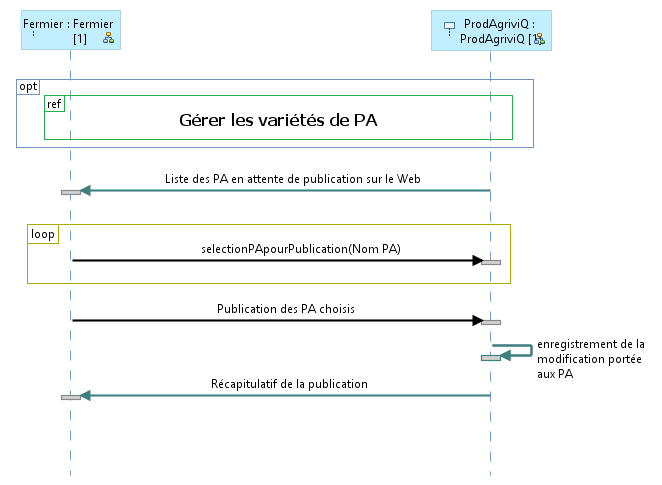 Fermier : Fermier
[1]
ProdAgriviQ :
ProdAgriviQ [1]
opt
ref
Gérer les variétés de PA
Liste des PA en attente de publication sur le Web
loop
selectionPApourPublication(Nom PA)
Publication des PA choisis
enregistrement de la
modification portée
aux PA
Récapitulatif de la publication